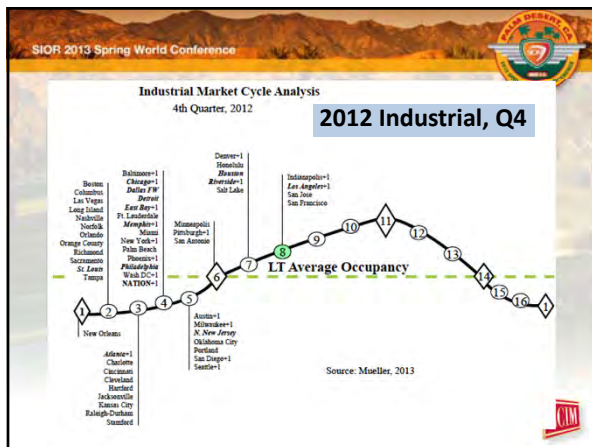 SIOR 2013 Spring World Conference
PALM DESERT, CA
Industrial Market Cycle Analysis
4th Quarter, 2012
2012 Industrial, Q4
Boston
Columbus
Las Vegas
Long Island
Nashville
Norfolk
Orlando
Orange County
Richmond
Sacramento
St. Louis
Tampa
Baltimore+1
Chicago+1
Dallas FW
Detroit
East Bay+1
Ft. Lauderdale
Memphis+1
Miami
New York+1
Palm Beach
Phoenix+1
Philadelphia
Wash DC+1
NATION+1
Minneapolis
Pittsburgh+1
San Antonio
Denver+1
Honolulu
Houston
Riverside+1
Salt Lake
Indianapolis+1
Los Angeles+1
San Jose
San Francisco
1
2
3
4
5
6
7
8
9
10
11
12
13
14
15
16
1
LT Average Occupancy
New Orleans
Atlanta+1
Charlotte
Cincinnati
Cleveland
Hartford
Jacksonville
Kansas City
Raleigh-Durham
Stamford
Austin+1
Milwaukee+1
N. New Jersey
Oklahoma City
Portland
San Diego+1
Seattle+1
Source: Mueller, 2013
CIM